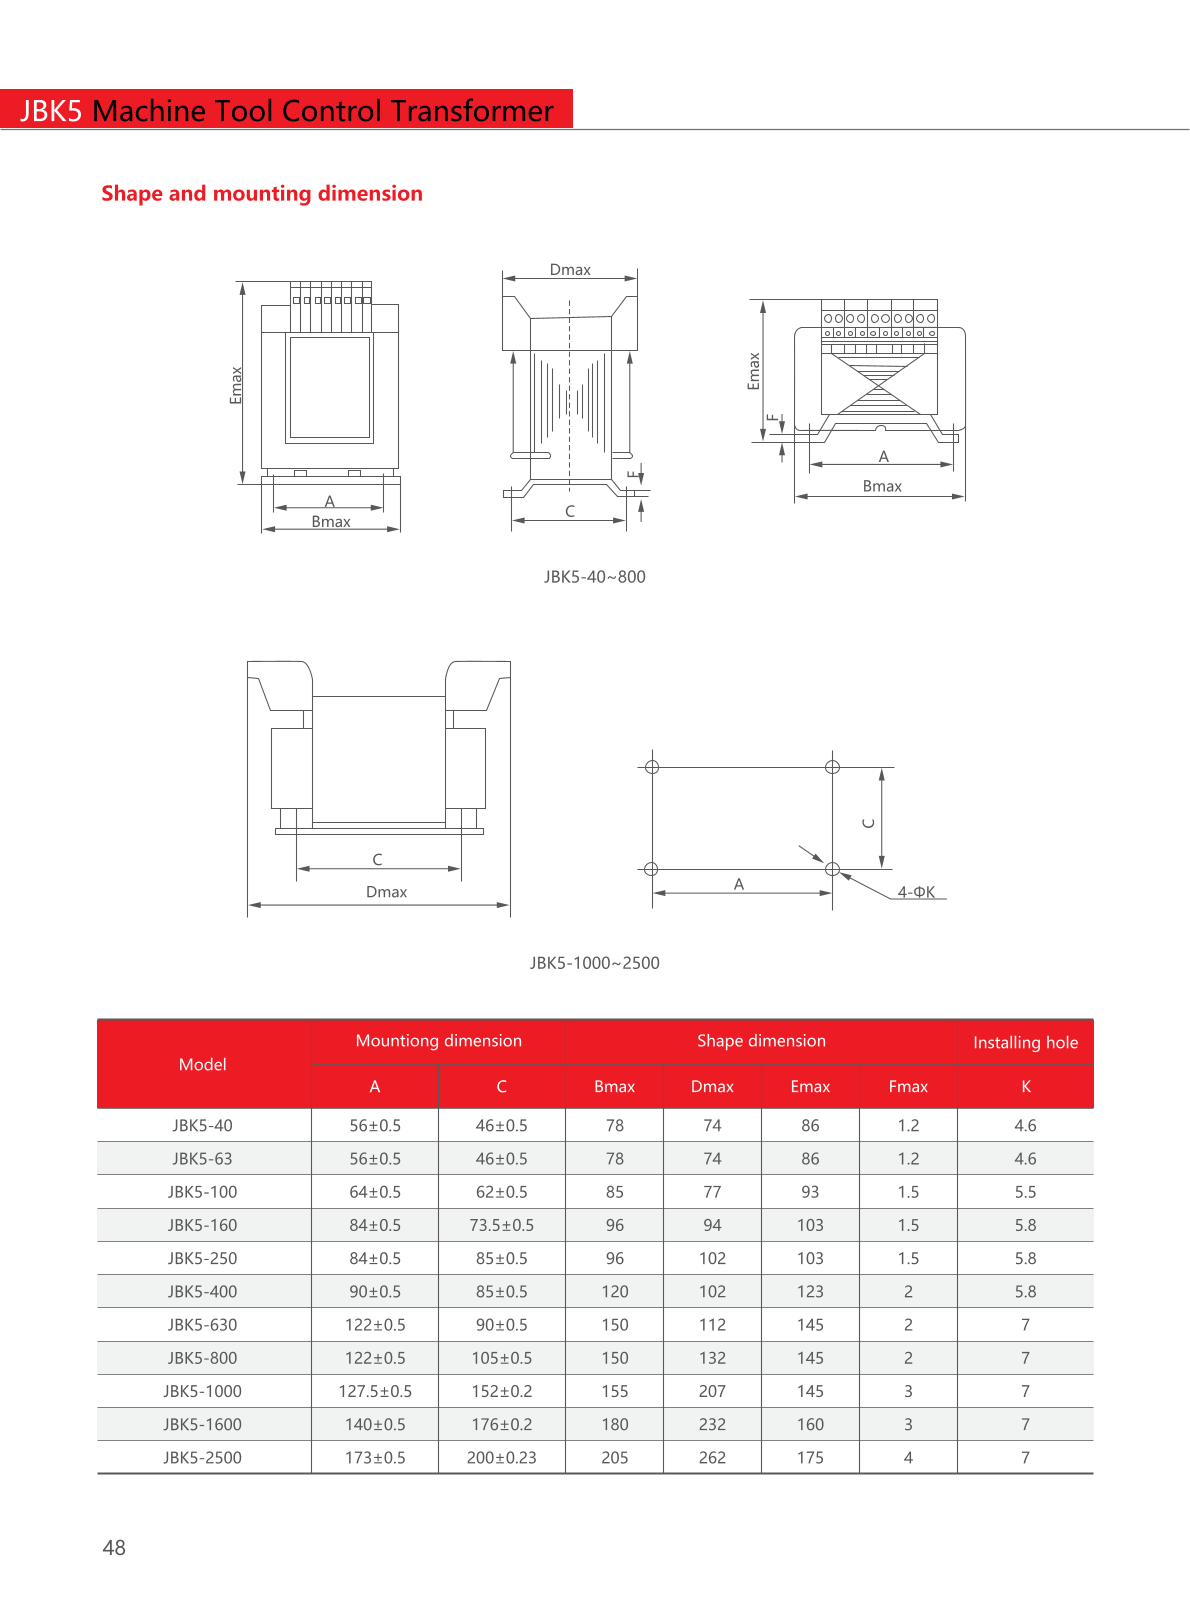 JBK5 Machine Tool Control Transformer
Shape and mounting dimension
Emax
A
Bmax
Dmax
F
C
Emax
F
A
Bmax
JBK5-40~800
C
Dmax
C
A
4-ΦK
JBK5-1000~2500
Model Mountiong dimension Shape dimension Installing hole
A C Bmax Dmax Emax Fmax K
JBK5-40 56±0.5 46±0.5 78 74 86 1.2 4.6
JBK5-63 56±0.5 46±0.5 78 74 86 1.2 4.6
JBK5-100 64±0.5 62±0.5 85 77 93 1.5 5.5
JBK5-160 84±0.5 73.5±0.5 96 94 103 1.5 5.8
JBK5-250 84±0.5 85±0.5 96 102 103 1.5 5.8
JBK5-400 90±0.5 85±0.5 120 102 123 2 5.8
JBK5-630 122±0.5 90±0.5 150 112 145 2 7
JBK5-800 122±0.5 105±0.5 150 132 145 2 7
JBK5-1000 127.5±0.5 152±0.2 155 207 145 3 7
JBK5-1600 140±0.5 176±0.2 180 232 160 3 7
JBK5-2500 173±0.5 200±0.23 205 262 175 4 7
48